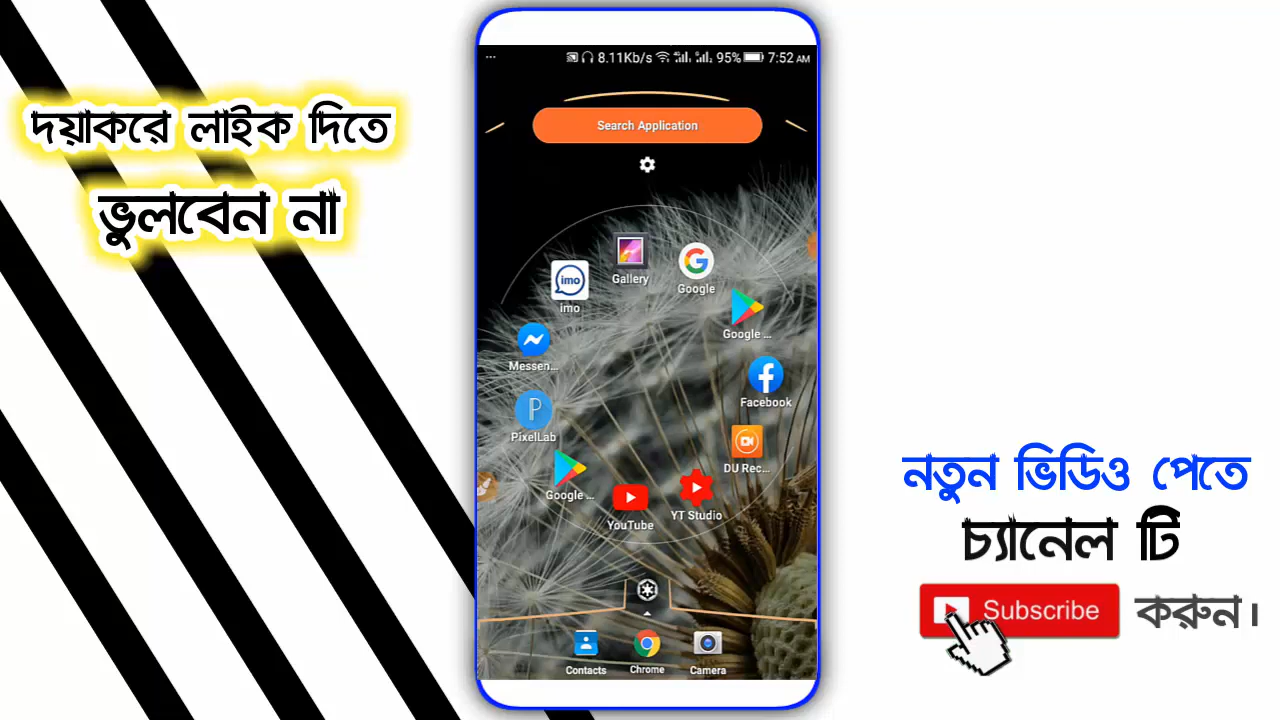 দয়াকরে লাইক দিতে
ভুলবেন না
... 8.11Kb/s 95% 7:52 AM
Search Application
Gallery
Google
imo
Google ...
Messen...
Facebook
PixelLab
DU Rec...
Google ...
YouTube
YT Studio
Contacts
Chrome
Camera
নতুন ভিডিও পেতে
চ্যানেল টি
Subscribe করুন।